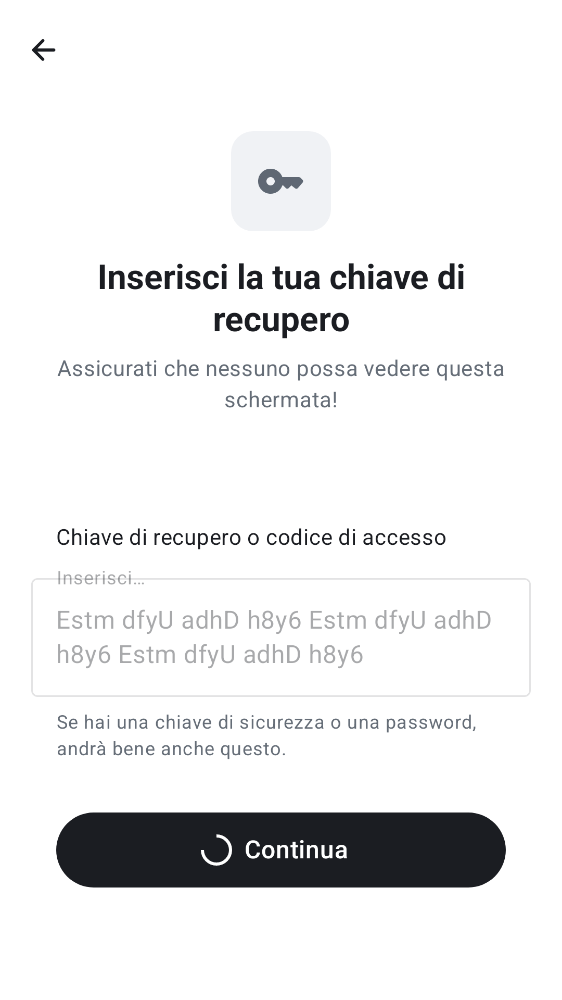 Inserisci la tua chiave di
recupero
Assicurati che nessuno possa vedere questa
schermata!
Chiave di recupero o codice di accesso
Inserisci…
Estm dfyU adhD h8y6 Estm dfyU adhD
h8y6 Estm dfyU adhD h8y6
Se hai una chiave di sicurezza o una password,
andrà bene anche questo.
Continua